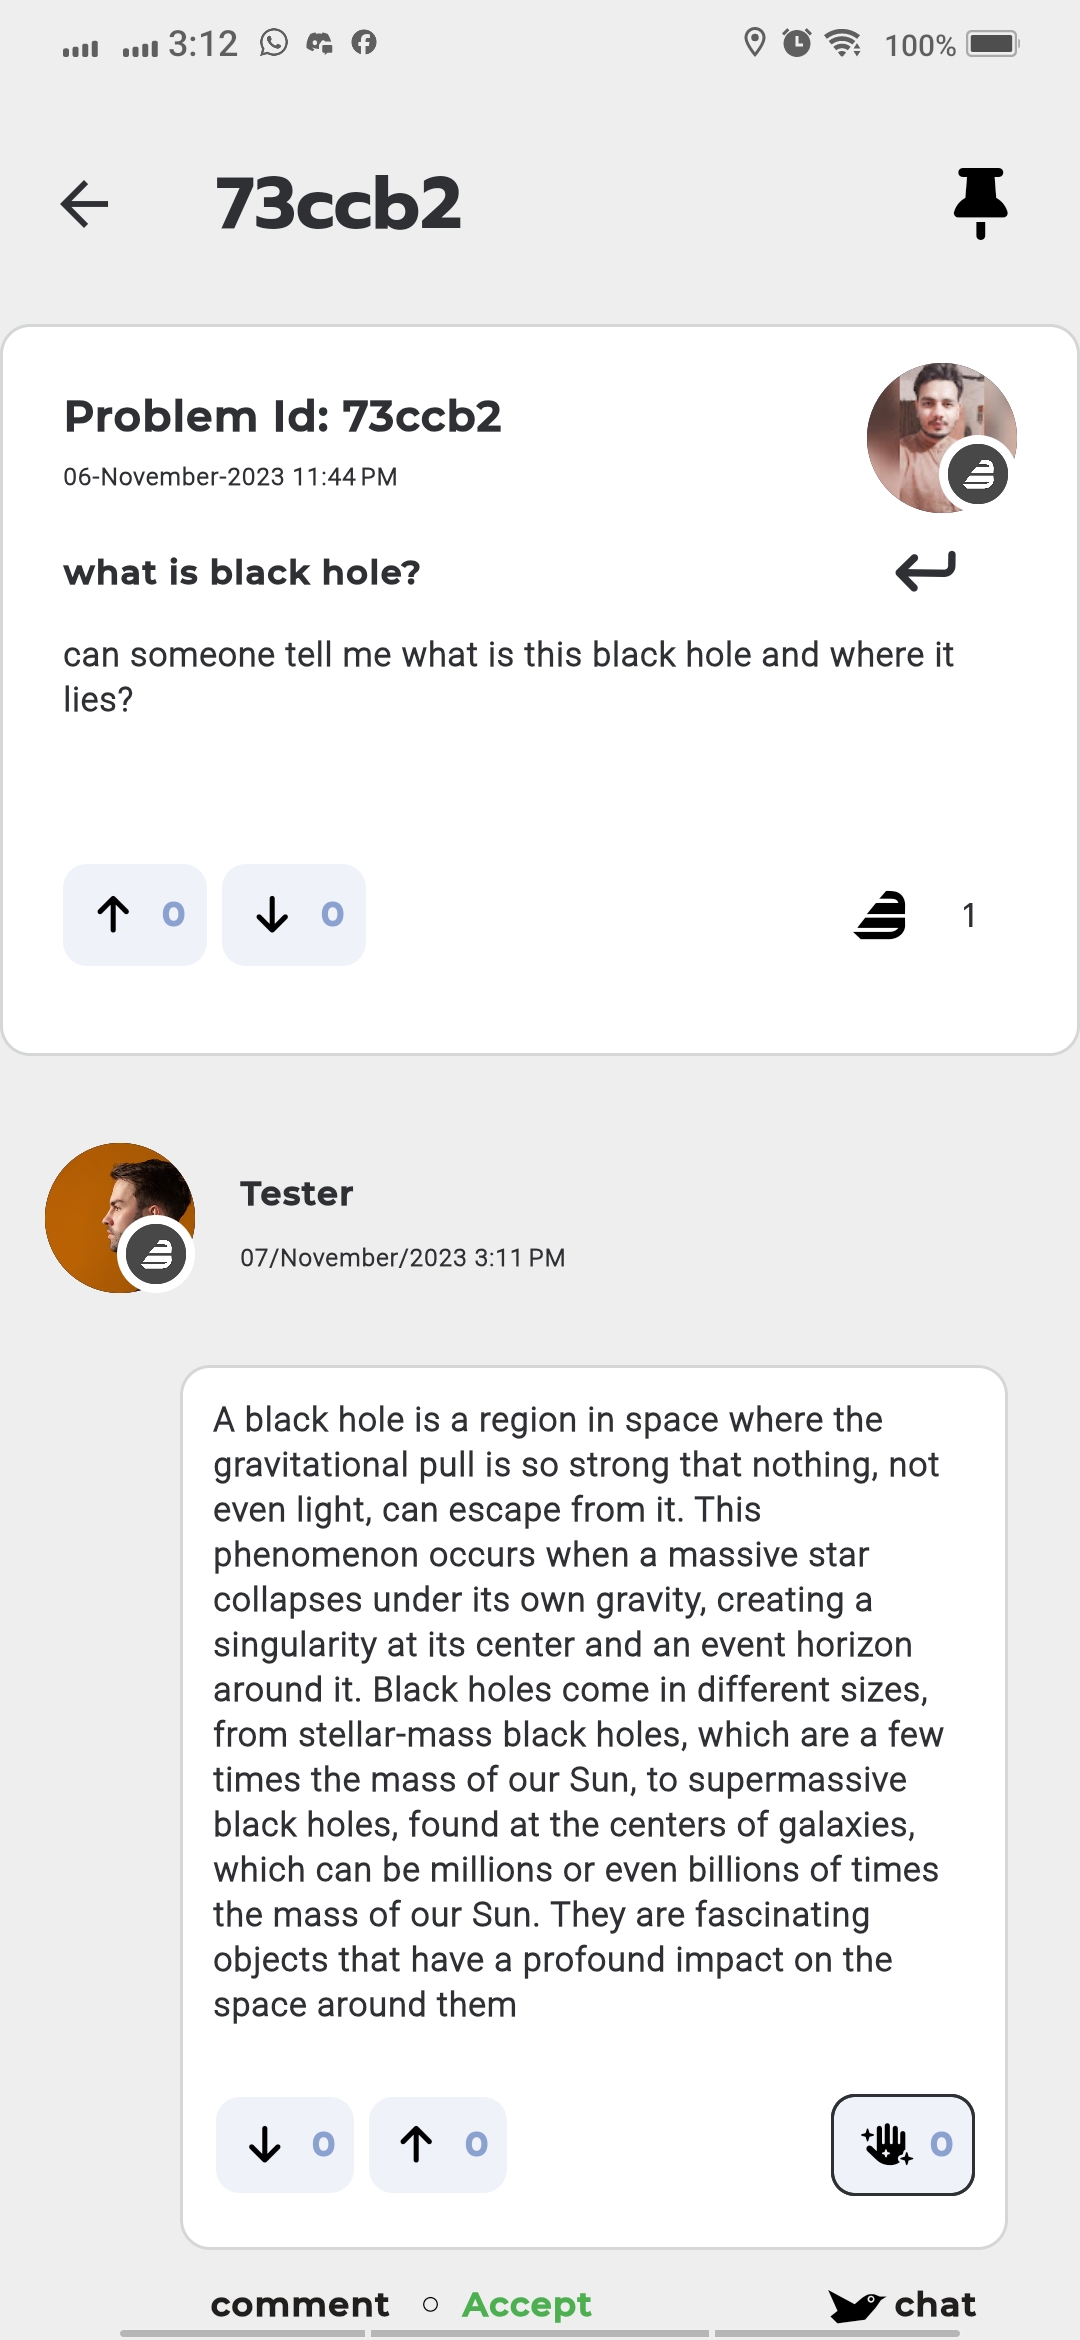 3:12 100%
73ccb2
Problem Id: 73ccb2
06-November-2023 11:44 PM
what is black hole?
can someone tell me what is this black hole and where it
lies?
0 0 1
Tester
07/November/2023 3:11 PM
A black hole is a region in space where the
gravitational pull is so strong that nothing, not
even light, can escape from it. This
phenomenon occurs when a massive star
collapses under its own gravity, creating a
singularity at its center and an event horizon
around it. Black holes come in different sizes,
from stellar-mass black holes, which are a few
times the mass of our Sun, to supermassive
black holes, found at the centers of galaxies,
which can be millions or even billions of times
the mass of our Sun. They are fascinating
objects that have a profound impact on the
space around them
0 0 0
comment Accept chat